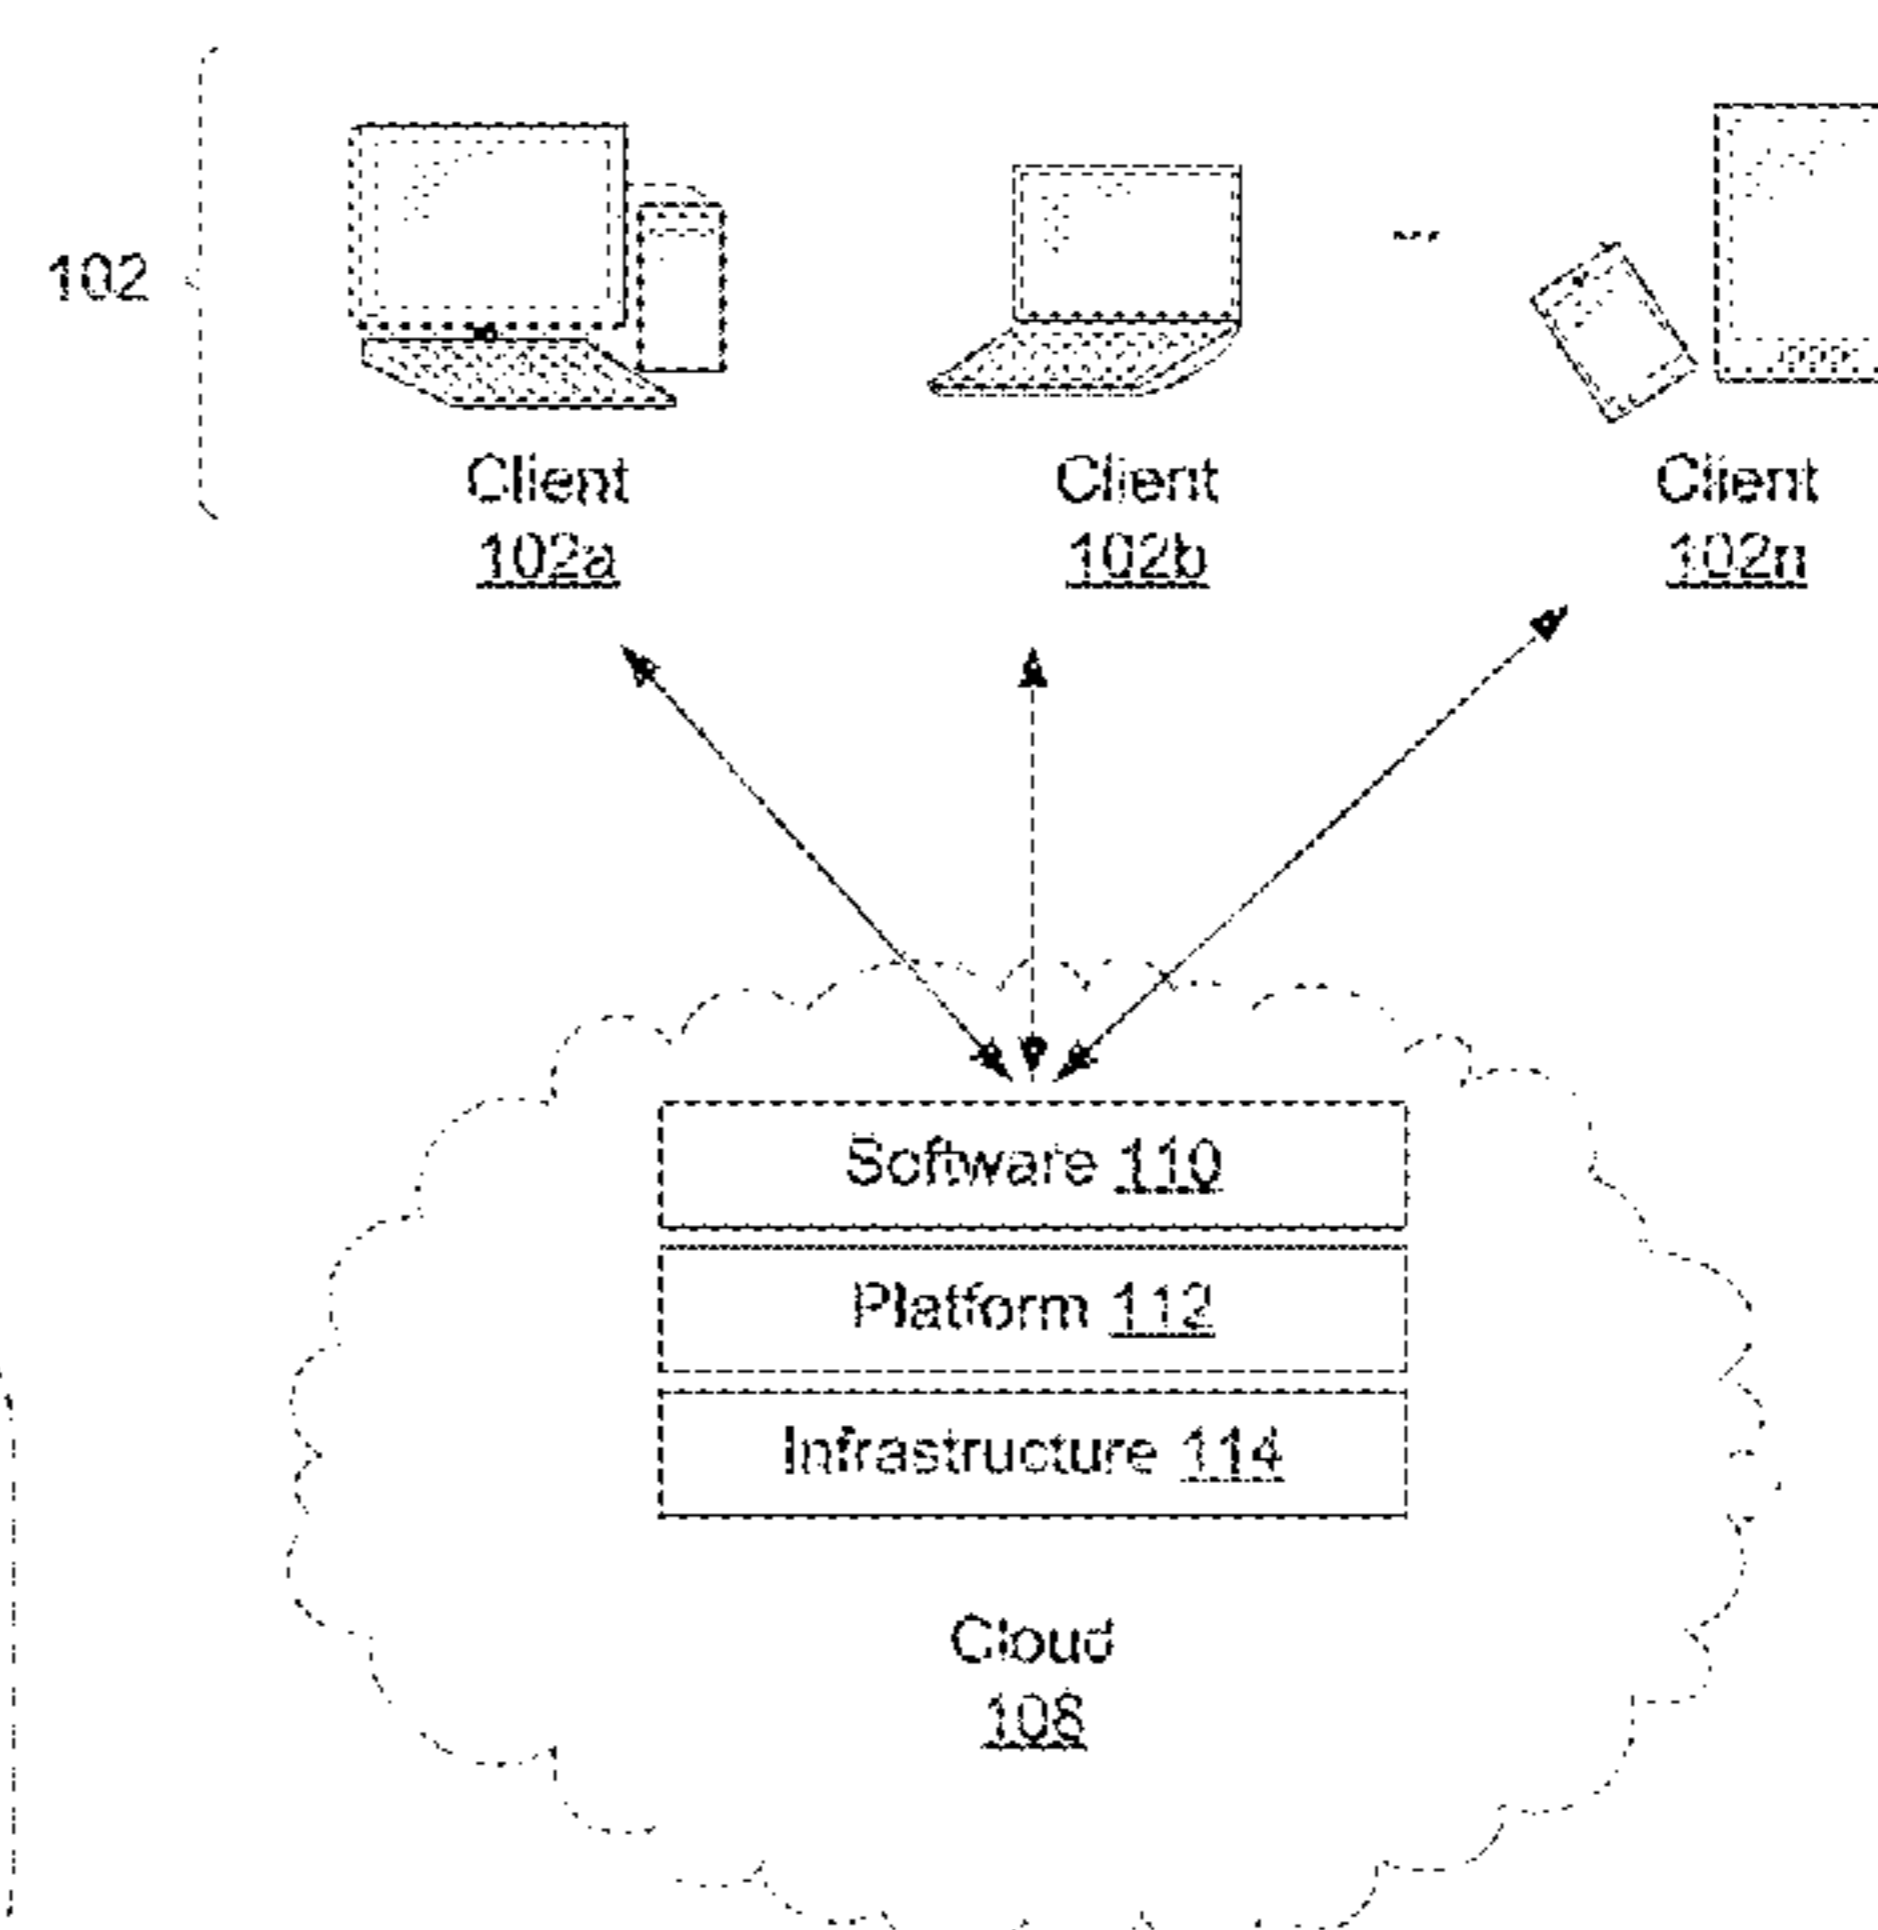 102
Client
102a
Client
102b
...
Client
102n
Software 110
Platform 112
Infrastructure 114
Cloud
108